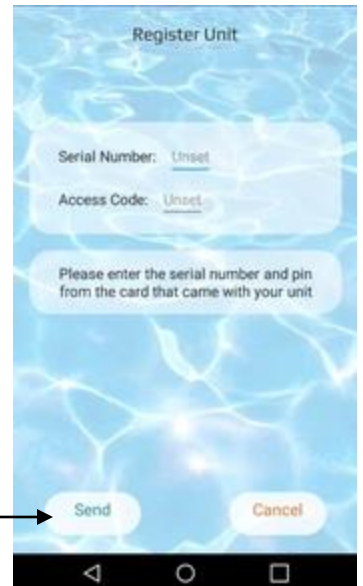 Register Unit
Serial Number: Unset
Access Code: Unset
Please enter the serial number and pin
from the card that came with your unit
Send Cancel